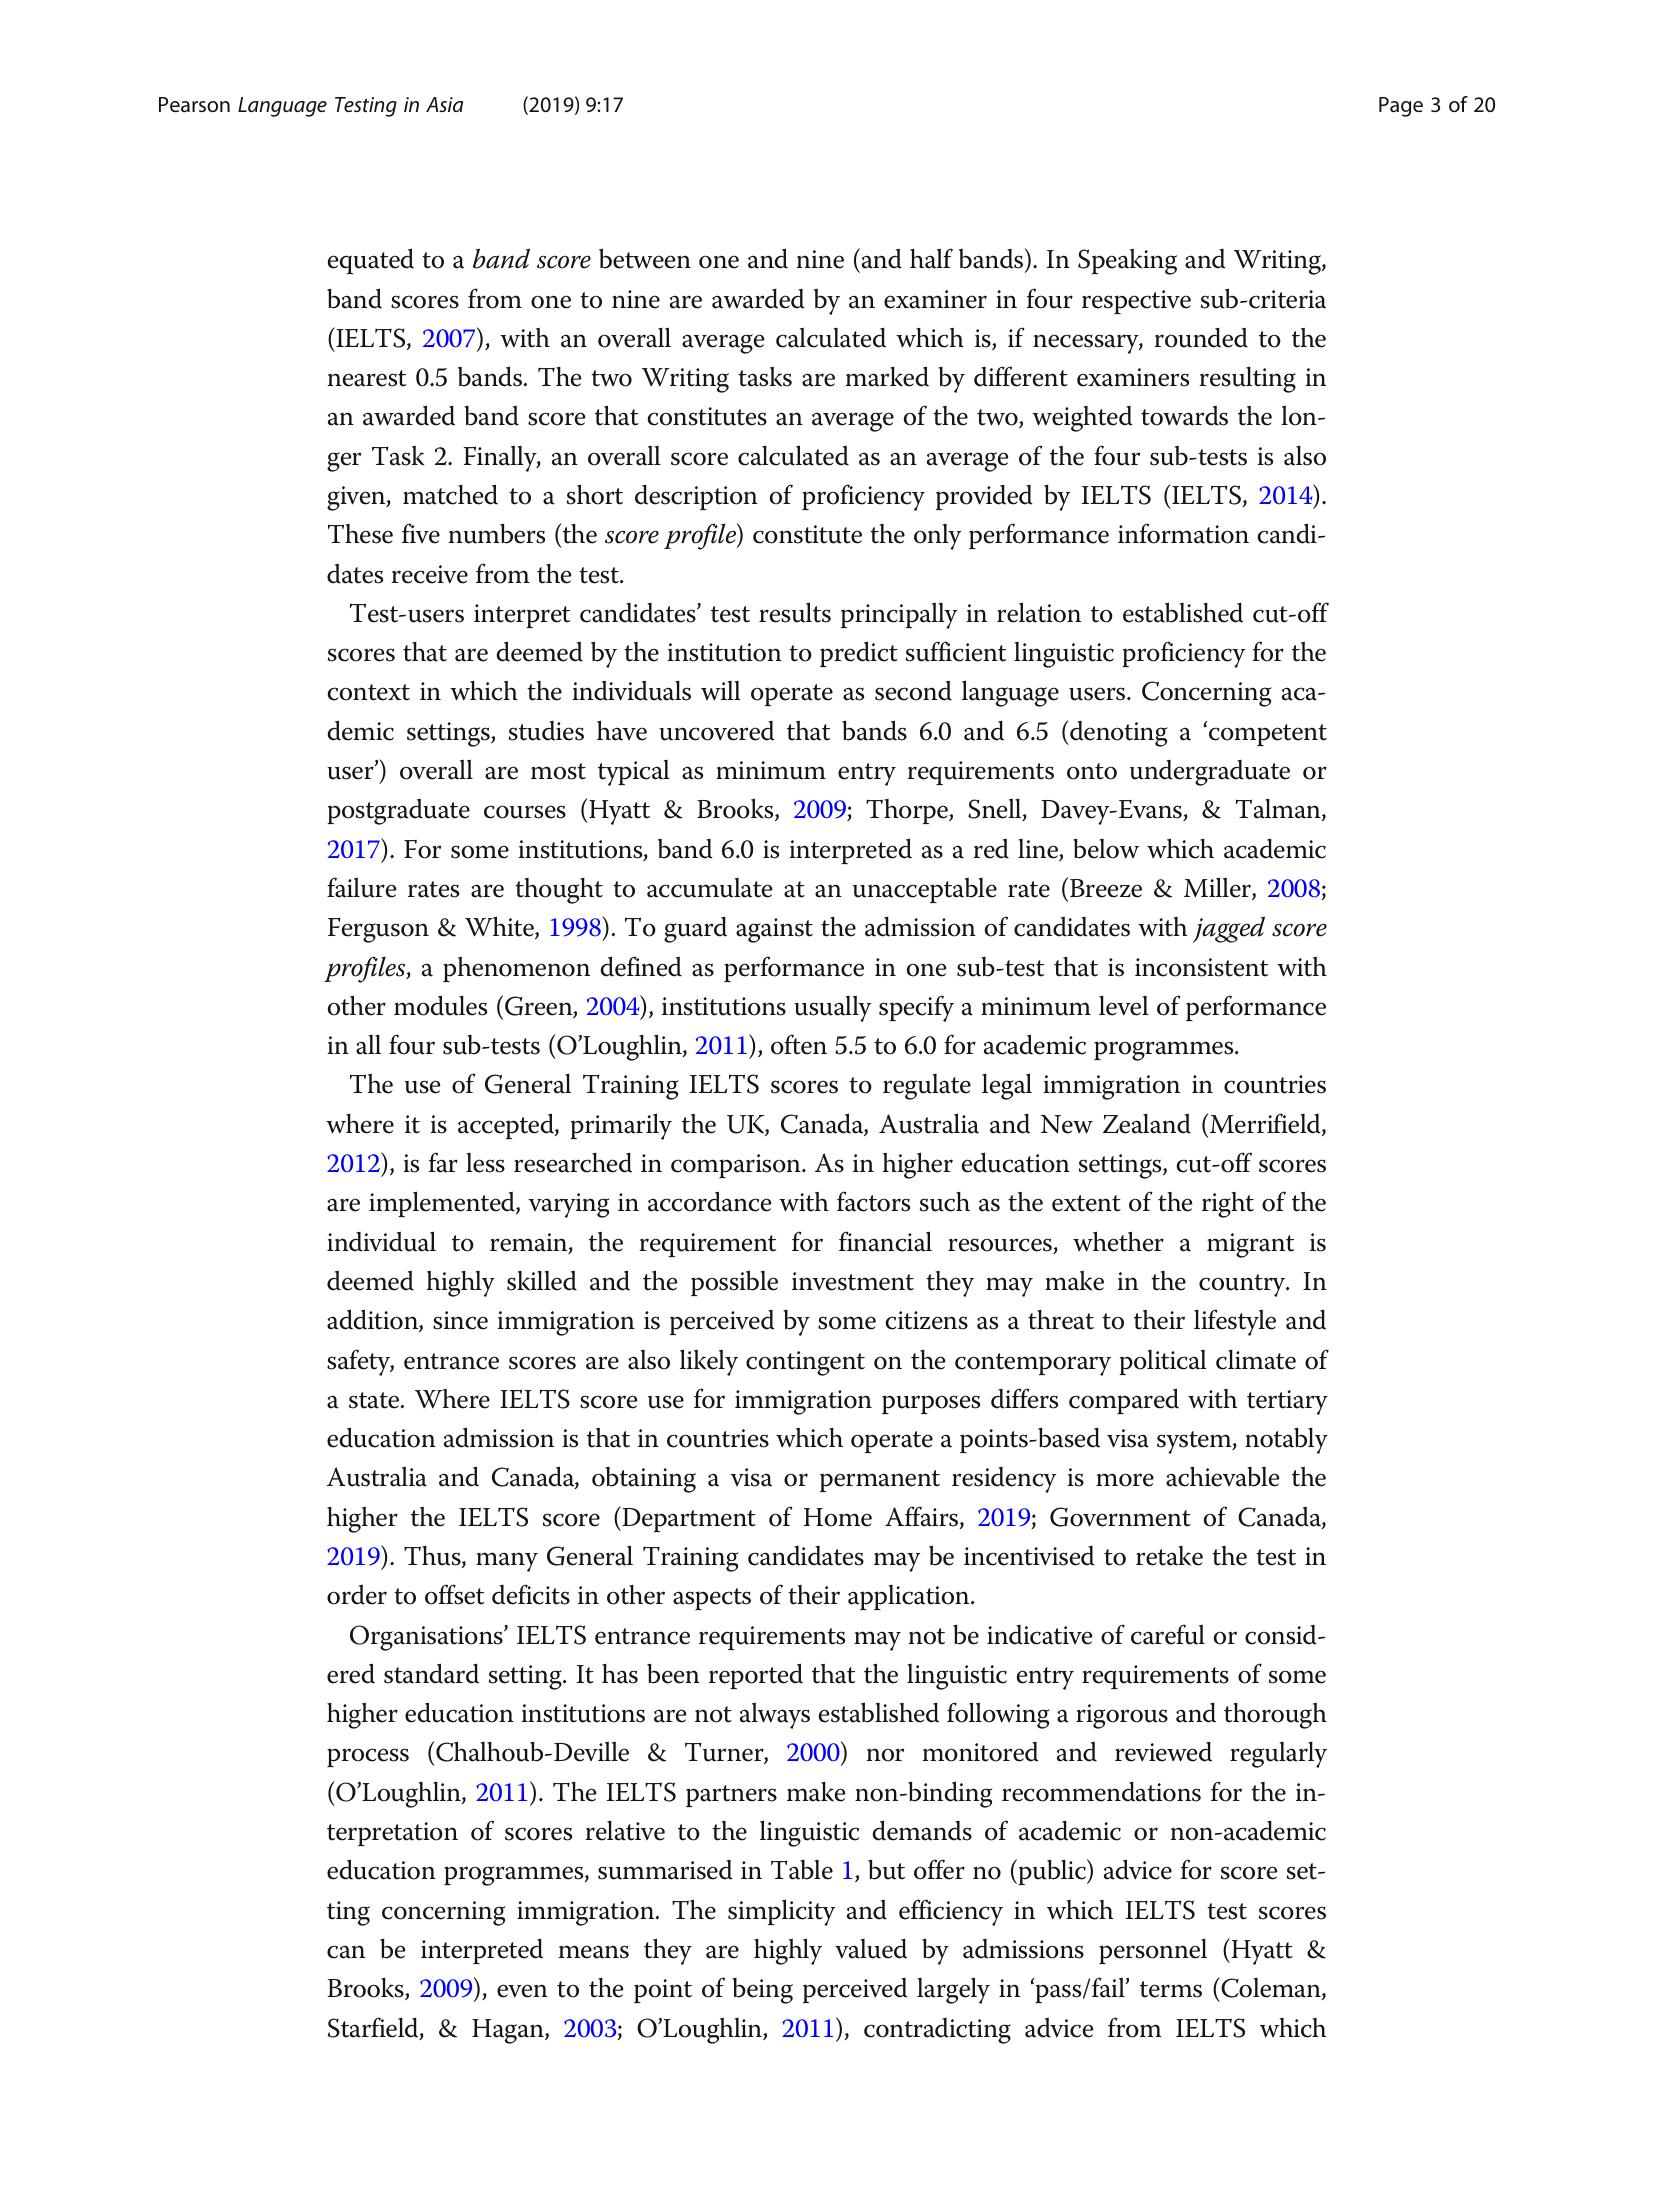 Pearson Language Testing in Asia (2019) 9:17 Page 3 of 20
equated to a band score between one and nine (and half bands). In Speaking and Writing,
band scores from one to nine are awarded by an examiner in four respective sub-criteria
(IELTS, 2007), with an overall average calculated which is, if necessary, rounded to the
nearest 0.5 bands. The two Writing tasks are marked by different examiners resulting in
an awarded band score that constitutes an average of the two, weighted towards the lon-
ger Task 2. Finally, an overall score calculated as an average of the four sub-tests is also
given, matched to a short description of proficiency provided by IELTS (IELTS, 2014).
These five numbers (the score profile) constitute the only performance information candi-
dates receive from the test.
Test-users interpret candidates’ test results principally in relation to established cut-off
scores that are deemed by the institution to predict sufficient linguistic proficiency for the
context in which the individuals will operate as second language users. Concerning aca-
demic settings, studies have uncovered that bands 6.0 and 6.5 (denoting a ‘competent
user’) overall are most typical as minimum entry requirements onto undergraduate or
postgraduate courses (Hyatt & Brooks, 2009; Thorpe, Snell, Davey-Evans, & Talman,
2017). For some institutions, band 6.0 is interpreted as a red line, below which academic
failure rates are thought to accumulate at an unacceptable rate (Breeze & Miller, 2008;
Ferguson & White, 1998). To guard against the admission of candidates with jagged score
profiles, a phenomenon defined as performance in one sub-test that is inconsistent with
other modules (Green, 2004), institutions usually specify a minimum level of performance
in all four sub-tests (O’Loughlin, 2011), often 5.5 to 6.0 for academic programmes.
The use of General Training IELTS scores to regulate legal immigration in countries
where it is accepted, primarily the UK, Canada, Australia and New Zealand (Merrifield,
2012), is far less researched in comparison. As in higher education settings, cut-off scores
are implemented, varying in accordance with factors such as the extent of the right of the
individual to remain, the requirement for financial resources, whether a migrant is
deemed highly skilled and the possible investment they may make in the country. In
addition, since immigration is perceived by some citizens as a threat to their lifestyle and
safety, entrance scores are also likely contingent on the contemporary political climate of
a state. Where IELTS score use for immigration purposes differs compared with tertiary
education admission is that in countries which operate a points-based visa system, notably
Australia and Canada, obtaining a visa or permanent residency is more achievable the
higher the IELTS score (Department of Home Affairs, 2019; Government of Canada,
2019). Thus, many General Training candidates may be incentivised to retake the test in
order to offset deficits in other aspects of their application.
Organisations’ IELTS entrance requirements may not be indicative of careful or consid-
ered standard setting. It has been reported that the linguistic entry requirements of some
higher education institutions are not always established following a rigorous and thorough
process (Chalhoub-Deville & Turner, 2000) nor monitored and reviewed regularly
(O’Loughlin, 2011). The IELTS partners make non-binding recommendations for the in-
terpretation of scores relative to the linguistic demands of academic or non-academic
education programmes, summarised in Table 1, but offer no (public) advice for score set-
ting concerning immigration. The simplicity and efficiency in which IELTS test scores
can be interpreted means they are highly valued by admissions personnel (Hyatt &
Brooks, 2009), even to the point of being perceived largely in ‘pass/fail’ terms (Coleman,
Starfield, & Hagan, 2003; O’Loughlin, 2011), contradicting advice from IELTS which